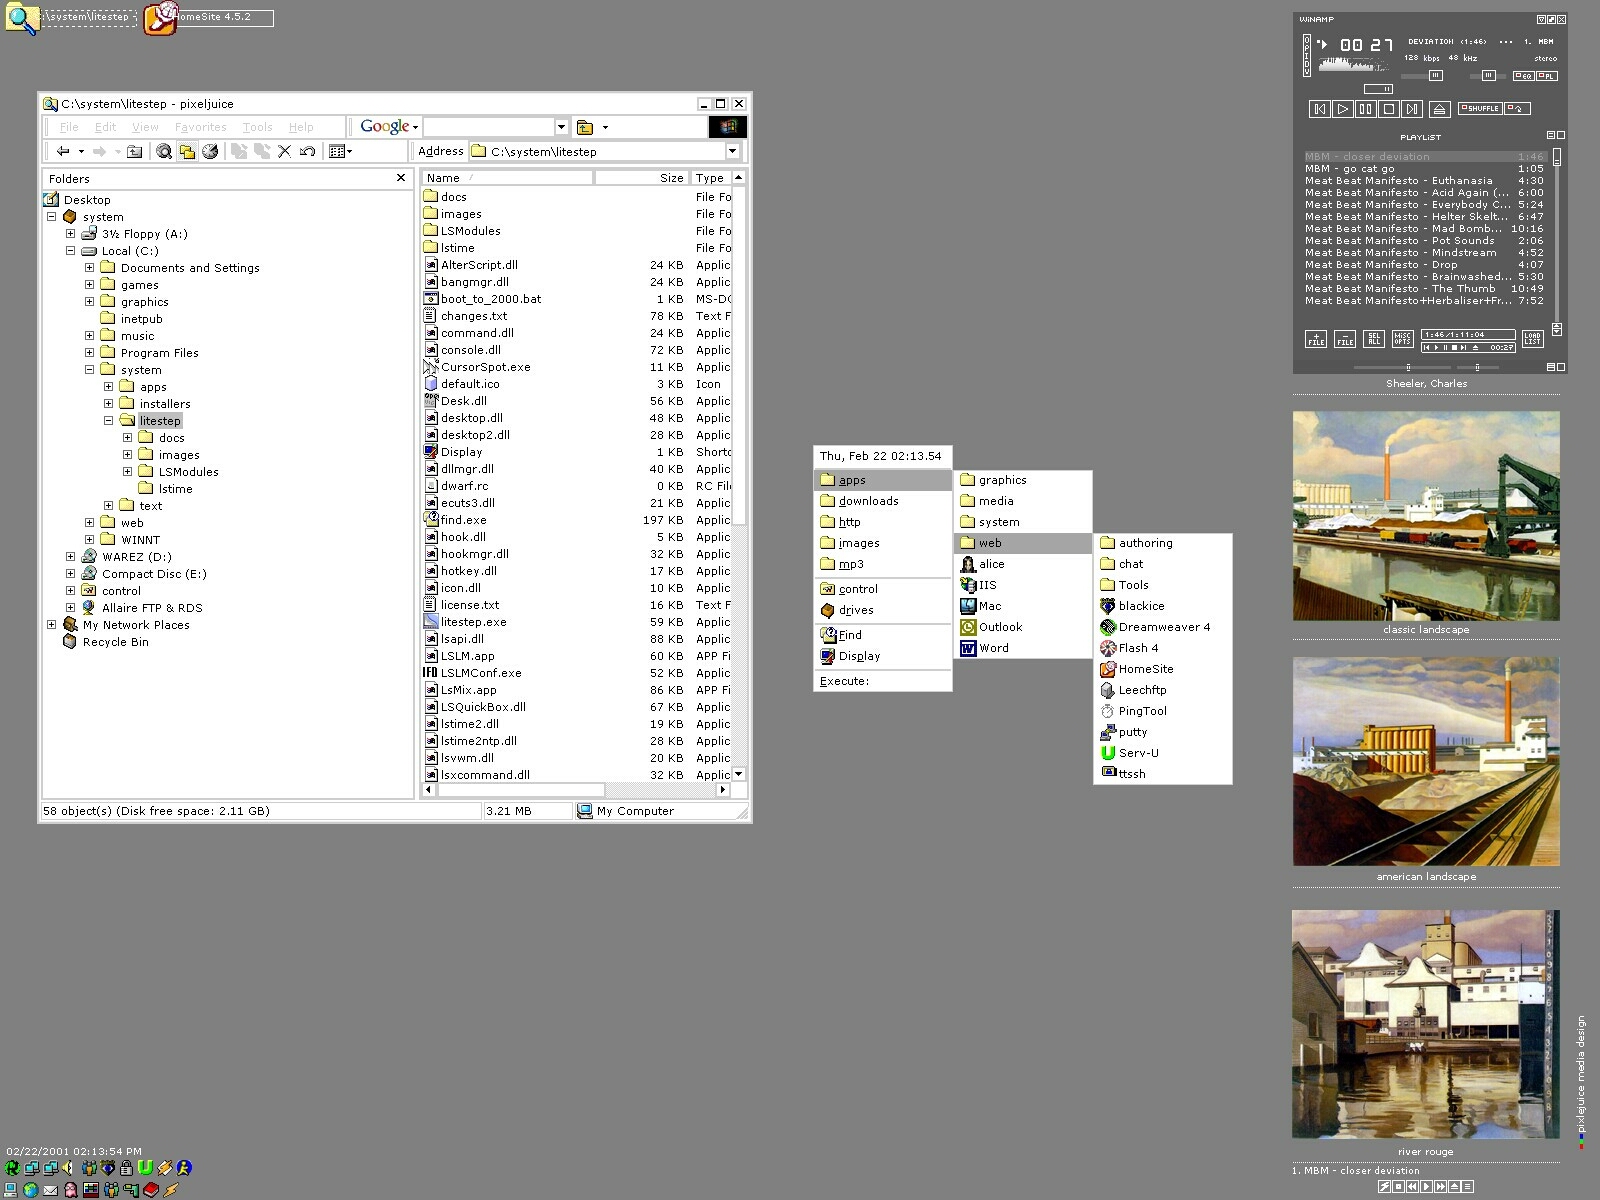 C:\system\litestep -
HomeSite 4.5.2
C:\system\litestep - pixeljuice
File Edit View Favorites Tools Help
Google
Address C:\system\litestep
Folders
Desktop
system
3½ Floppy (A:)
Local (C:)
Documents and Settings
games
graphics
inetpub
music
Program Files
system
apps
installers
litestep
docs
images
LSModules
lstime
text
web
WINNT
WAREZ (D:)
Compact Disc (E:)
control
Allaire FTP & RDS
My Network Places
Recycle Bin
Name Size Type
docs File Fo
images File Fo
LSModules File Fo
lstime File Fo
AlterScript.dll 24 KB Applic
bangmgr.dll 24 KB Applic
boot_to_2000.bat 1 KB MS-DO
changes.txt 78 KB Text F
command.dll 24 KB Applic
console.dll 72 KB Applic
CursorSpot.exe 11 KB Applic
default.ico 3 KB Icon
Desk.dll 56 KB Applic
desktop.dll 48 KB Applic
desktop2.dll 28 KB Applic
Display 1 KB Shortc
dllmgr.dll 40 KB Applic
dwarf.rc 0 KB RC File
ecuts3.dll 21 KB Applic
find.exe 197 KB Applic
hook.dll 5 KB Applic
hookmgr.dll 32 KB Applic
hotkey.dll 17 KB Applic
icon.dll 10 KB Applic
license.txt 16 KB Text F
litestep.exe 59 KB Applic
lsapi.dll 88 KB Applic
LSLM.app 60 KB APP Fi
LSLMConf.exe 52 KB Applic
LsMix.app 86 KB APP Fi
LSQuickBox.dll 67 KB Applic
lstime2.dll 19 KB Applic
lstime2ntp.dll 28 KB Applic
lsvwm.dll 20 KB Applic
lsxcommand.dll 32 KB Applic
58 object(s) (Disk free space: 2.11 GB) 3.21 MB My Computer
Thu, Feb 22 02:13.54
apps
downloads
http
images
mp3
control
drives
Find
Display
Execute:
graphics
media
system
web
alice
IIS
Mac
Outlook
Word
authoring
chat
Tools
blackice
Dreamweaver 4
Flash 4
HomeSite
Leechftp
PingTool
putty
Serv-U
ttssh
WINAMP
00 27 DEVIATION (1:46) ••• 1. MBM
128 kbps 48 kHz stereo
EQ PL
SHUFFLE
PLAYLIST
MBM - closer deviation 1:46
MBM - go cat go 1:05
Meat Beat Manifesto - Euthanasia 4:30
Meat Beat Manifesto - Acid Again (... 6:00
Meat Beat Manifesto - Everybody C... 5:24
Meat Beat Manifesto - Helter Skelt... 6:47
Meat Beat Manifesto - Mad Bomb... 10:16
Meat Beat Manifesto - Pot Sounds 2:06
Meat Beat Manifesto - Mindstream 4:52
Meat Beat Manifesto - Drop 4:07
Meat Beat Manifesto - Brainwashed... 5:30
Meat Beat Manifesto - The Thumb 10:49
Meat Beat Manifesto+Herbaliser+Fr... 7:52
+ FILE - FILE SEL ALL MISC OPTS 1:46/1:11:04 LOAD LIST
00:27
Sheeler, Charles
classic landscape
american landscape
river rouge
1. MBM - closer deviation
pixlejuice media design
02/22/2001 02:13:54 PM